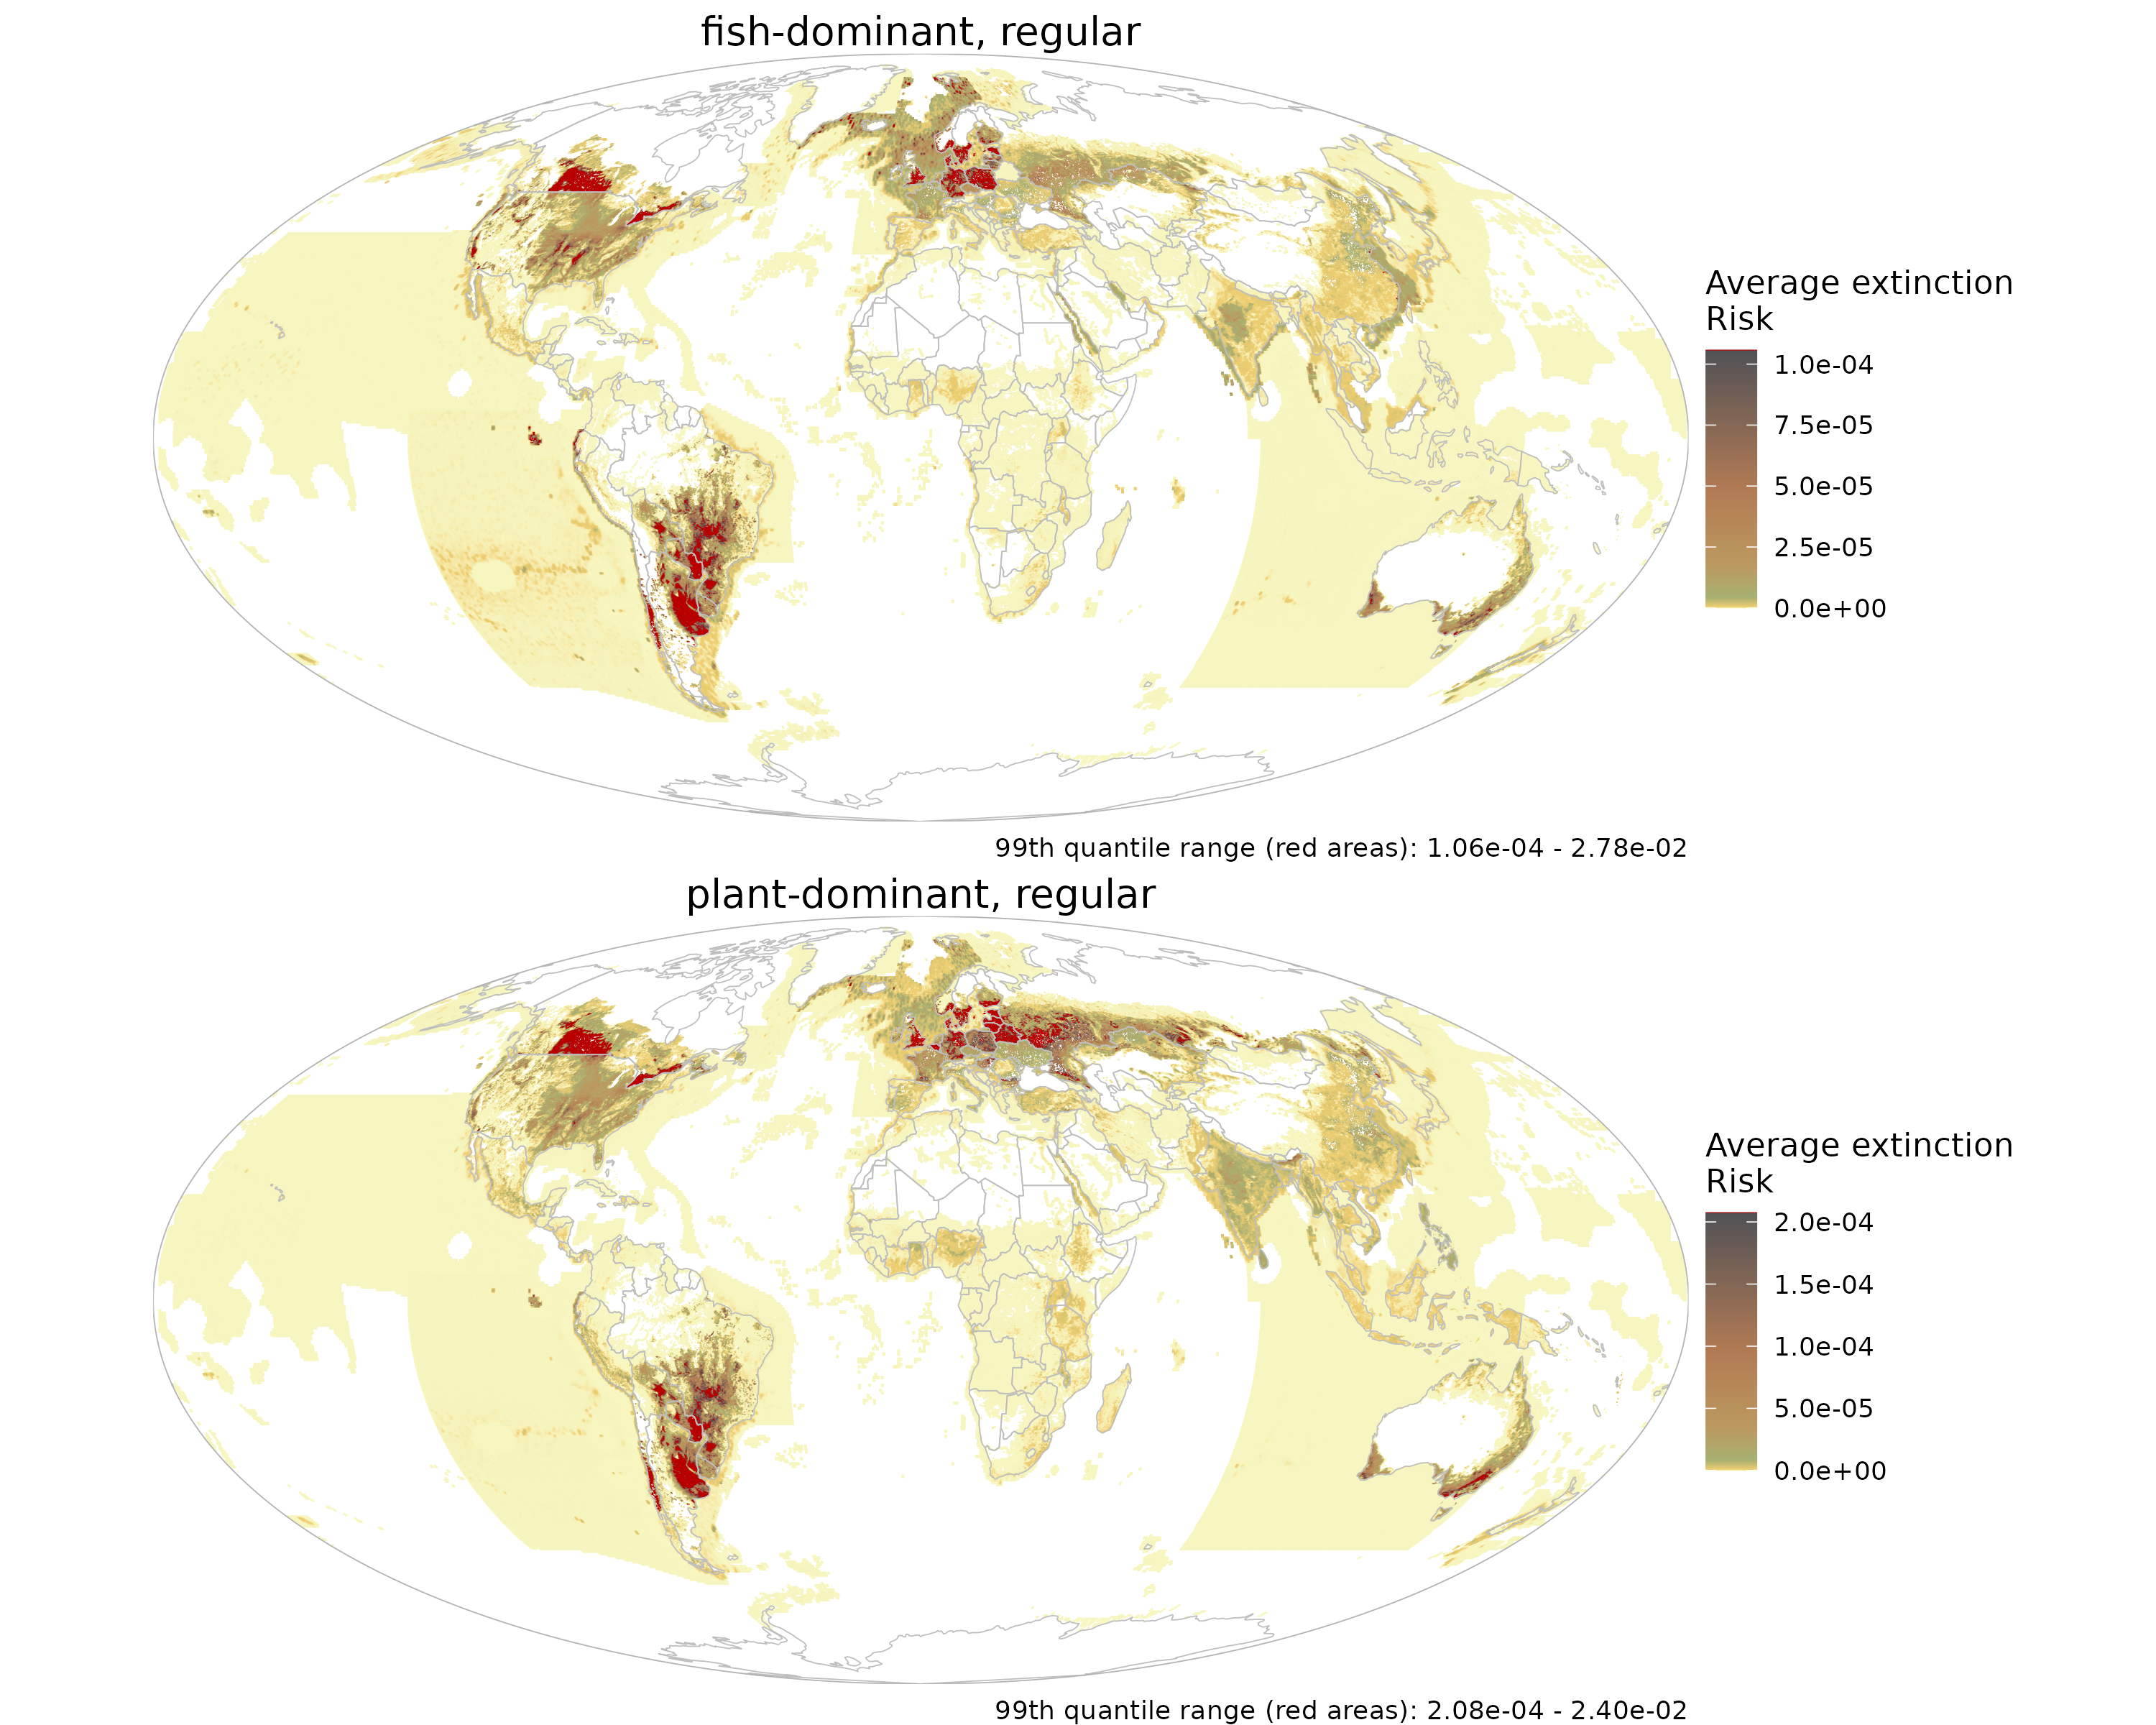 fish-dominant, regular
Average extinction
Risk
1.0e-04
7.5e-05
5.0e-05
2.5e-05
0.0e+00
99th quantile range (red areas): 1.06e-04 - 2.78e-02
plant-dominant, regular
Average extinction
Risk
2.0e-04
1.5e-04
1.0e-04
5.0e-05
0.0e+00
99th quantile range (red areas): 2.08e-04 - 2.40e-02